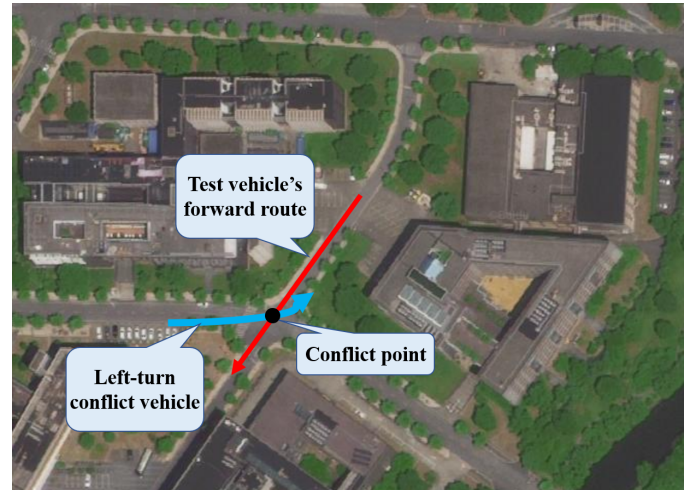 Test vehicle's
forward route
Conflict point
Left-turn
conflict vehicle